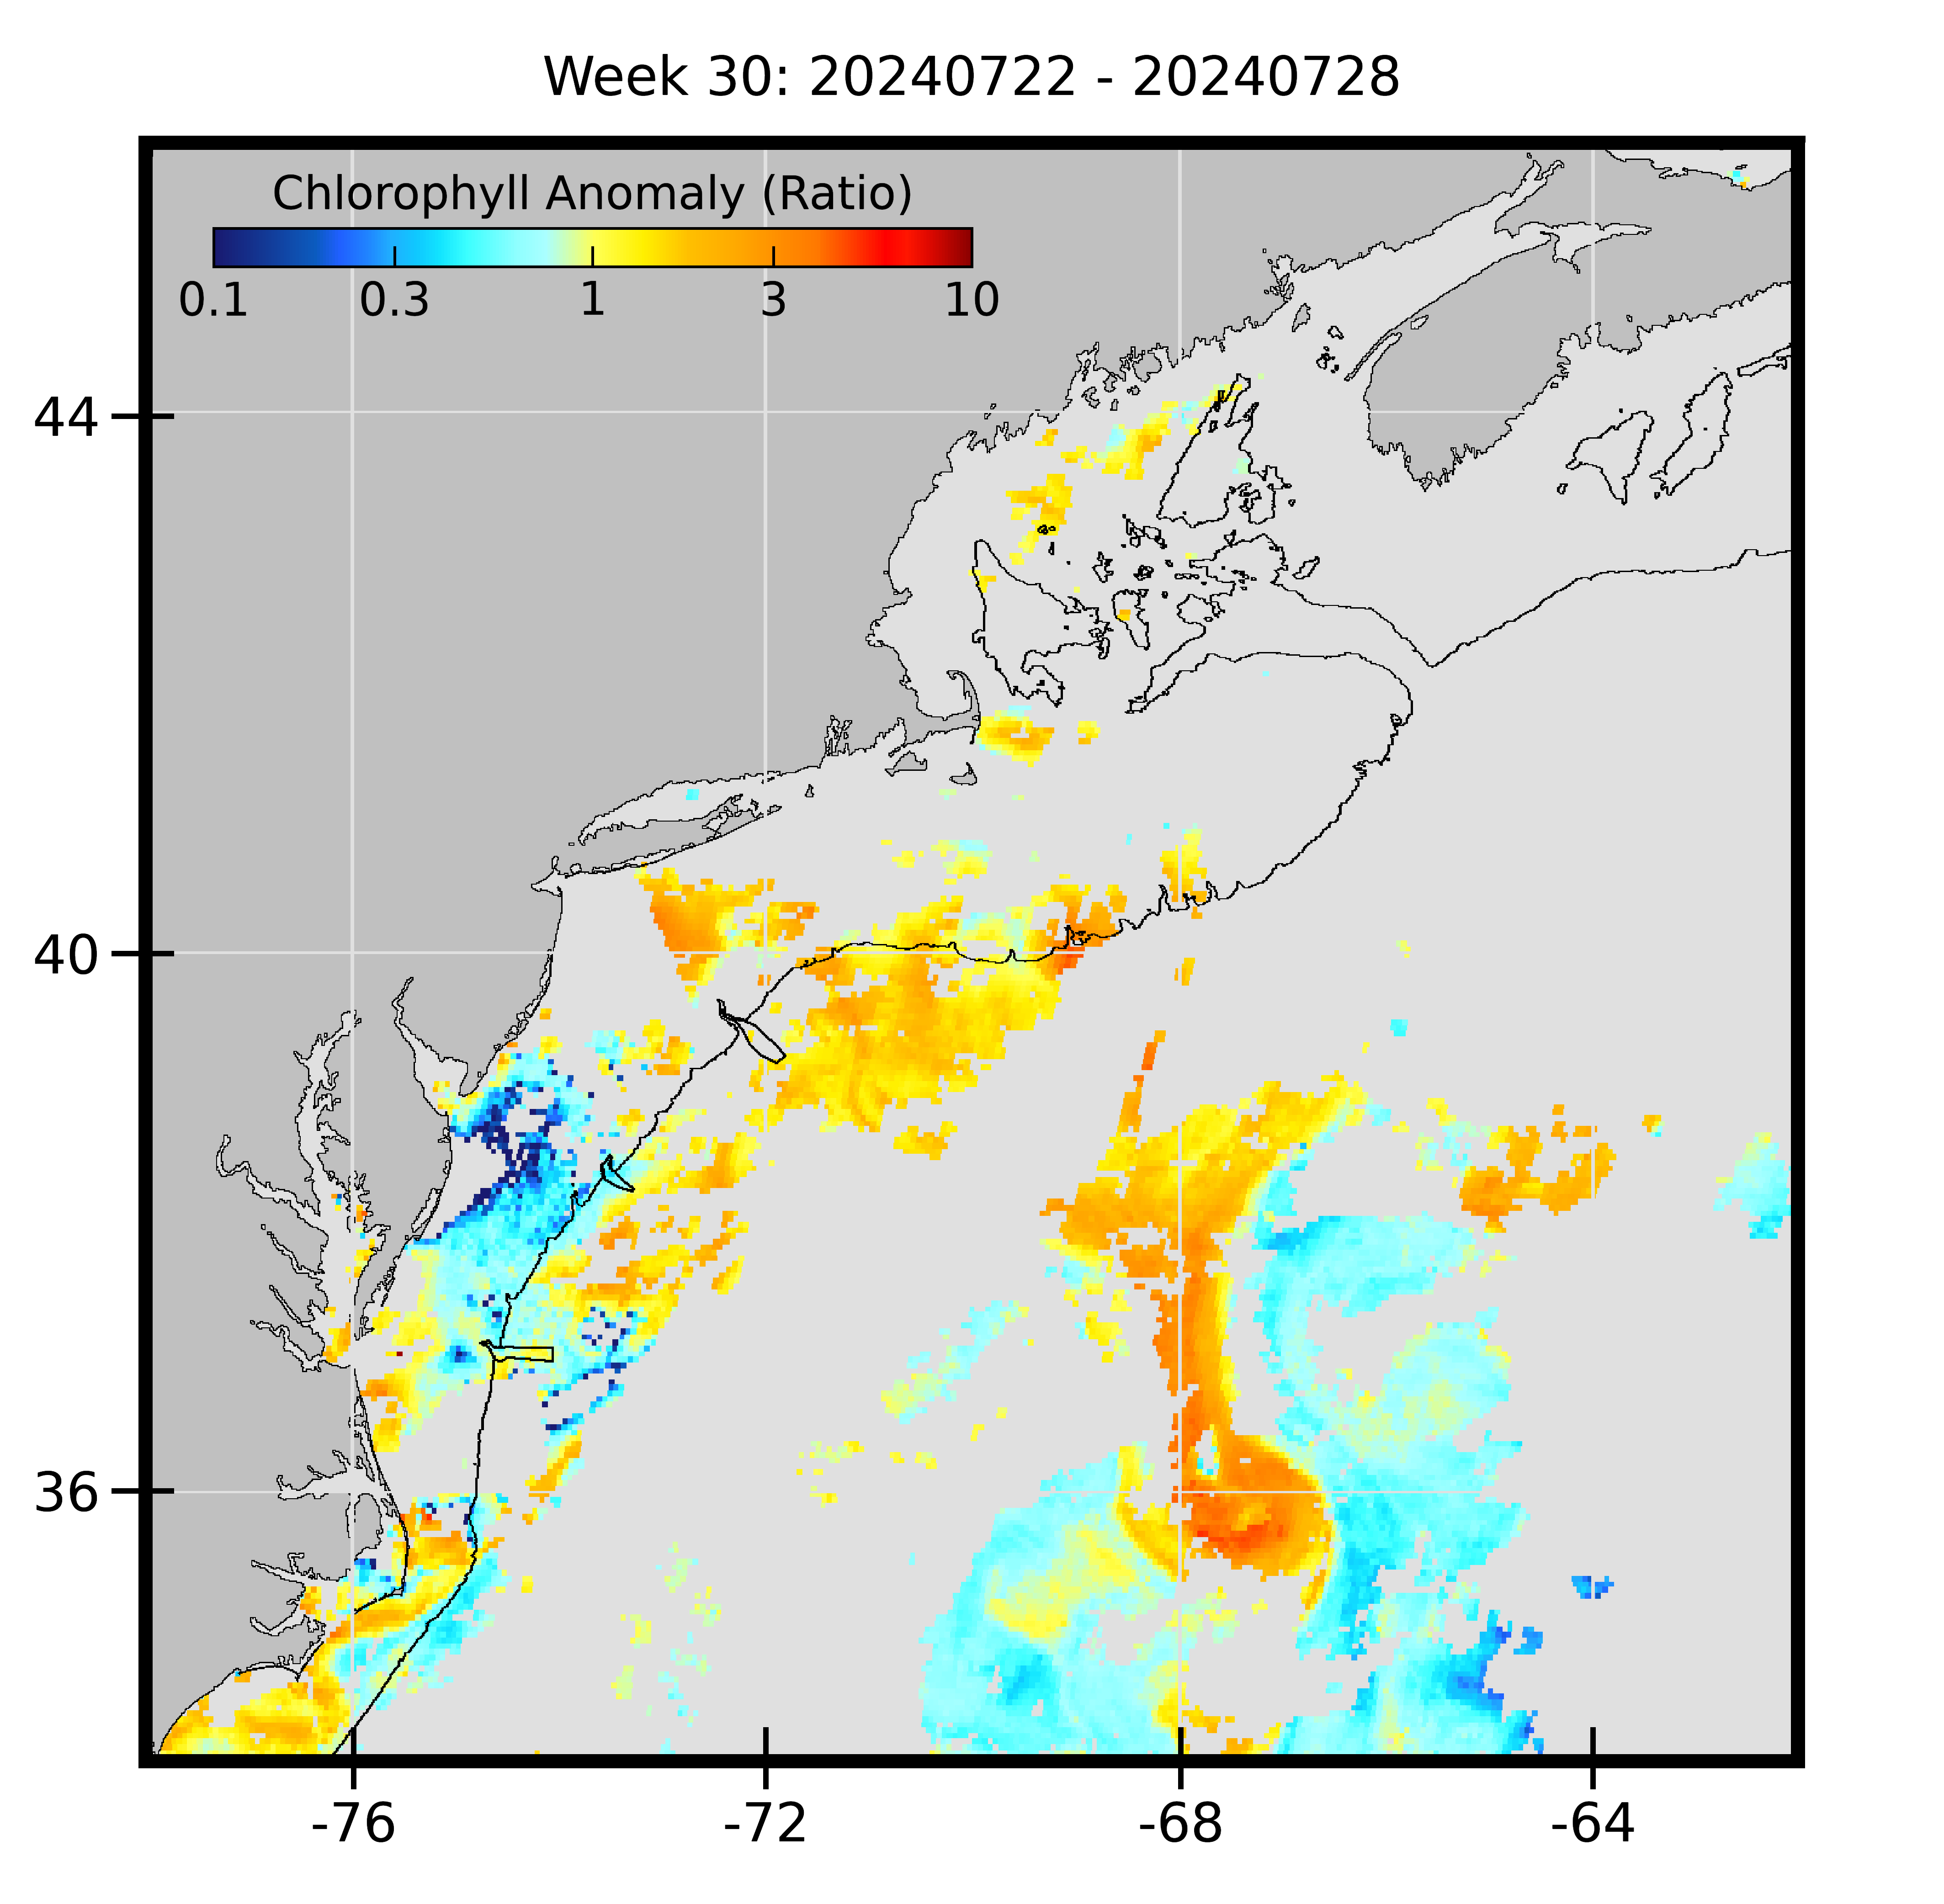 Week 30: 20240722 - 20240728
Chlorophyll Anomaly (Ratio)
0.1 0.3 1 3 10
44
40
36
-76 -72 -68 -64